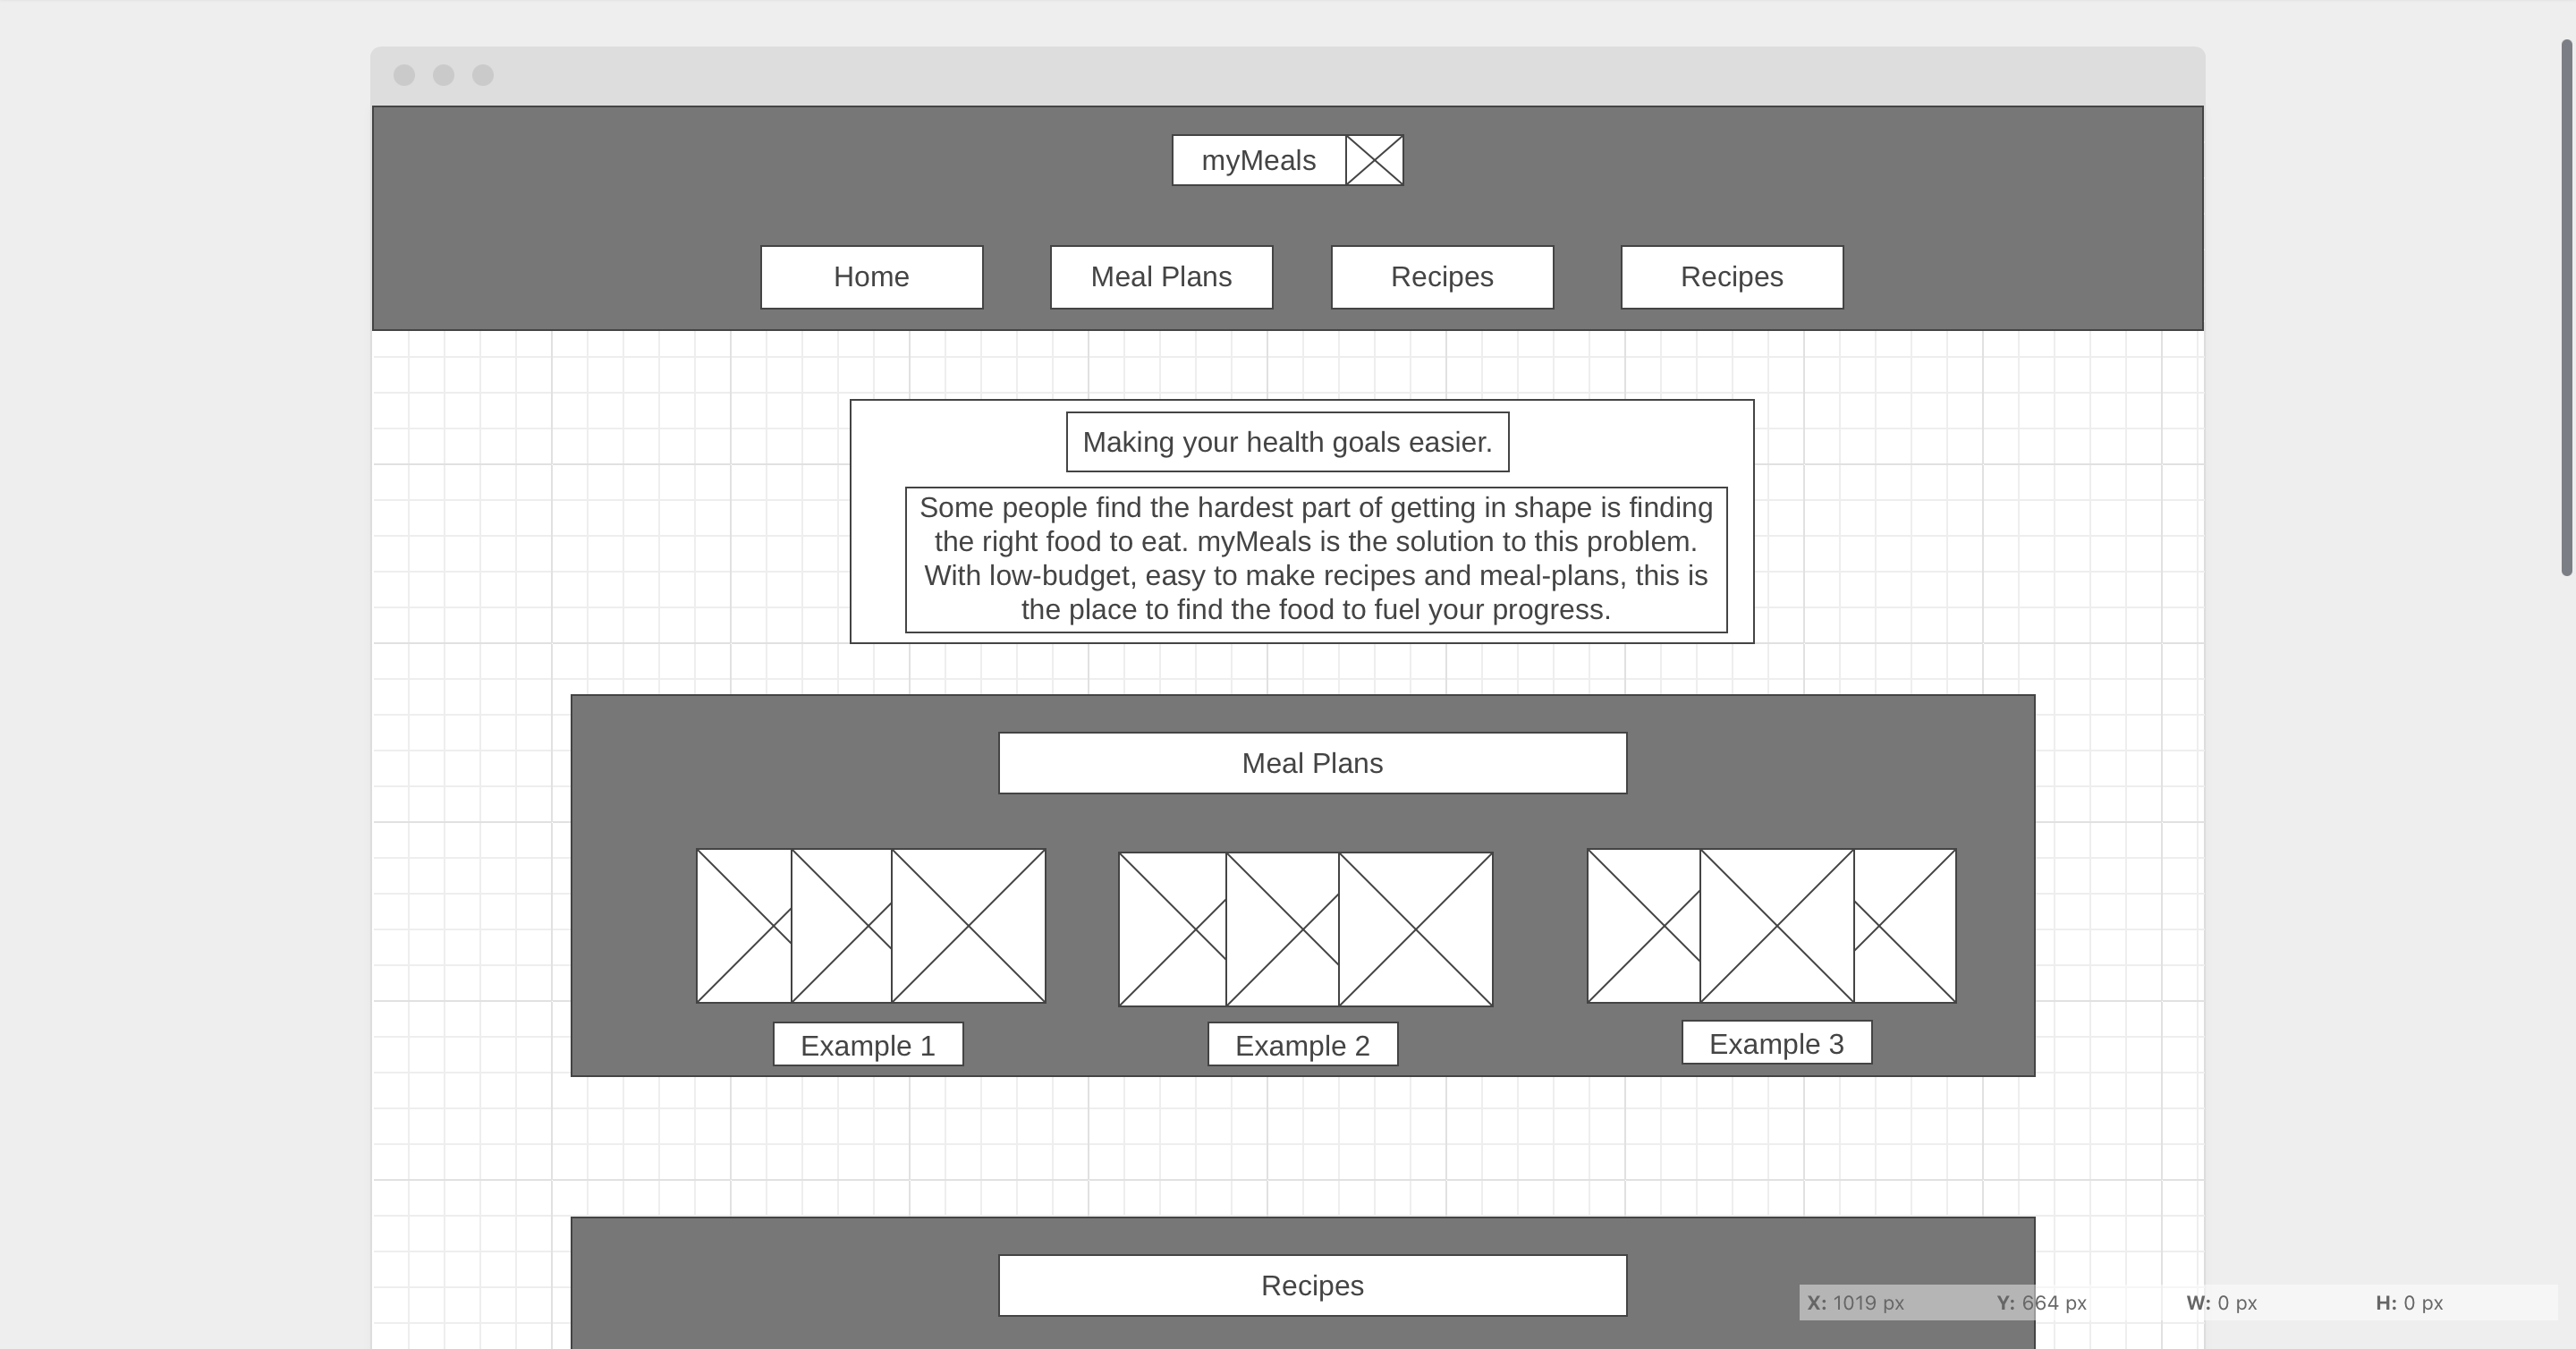 myMeals
Home
Meal Plans
Recipes
Recipes
Making your health goals easier.
Some people find the hardest part of getting in shape is finding
the right food to eat. myMeals is the solution to this problem.
With low-budget, easy to make recipes and meal-plans, this is
the place to find the food to fuel your progress.
Meal Plans
Example 1
Example 2
Example 3
Recipes
X: 1019 px
Y: 664 px
W: 0 px
H: 0 px